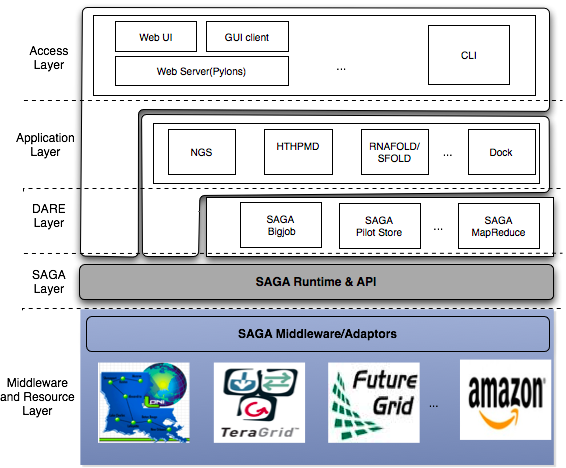 Access
Layer
Web UI
GUI client
Web Server(Pylons)
...
CLI
Application
Layer
NGS
HTHPMD
RNAFOLD/
SFOLD
...
Dock
DARE
Layer
SAGA
Bigjob
SAGA
Pilot Store
...
SAGA
MapReduce
SAGA
Layer
SAGA Runtime & API
Middleware
and Resource
Layer
SAGA Middleware/Adaptors
LONI
TeraGrid™
Future
Grid
...
amazon